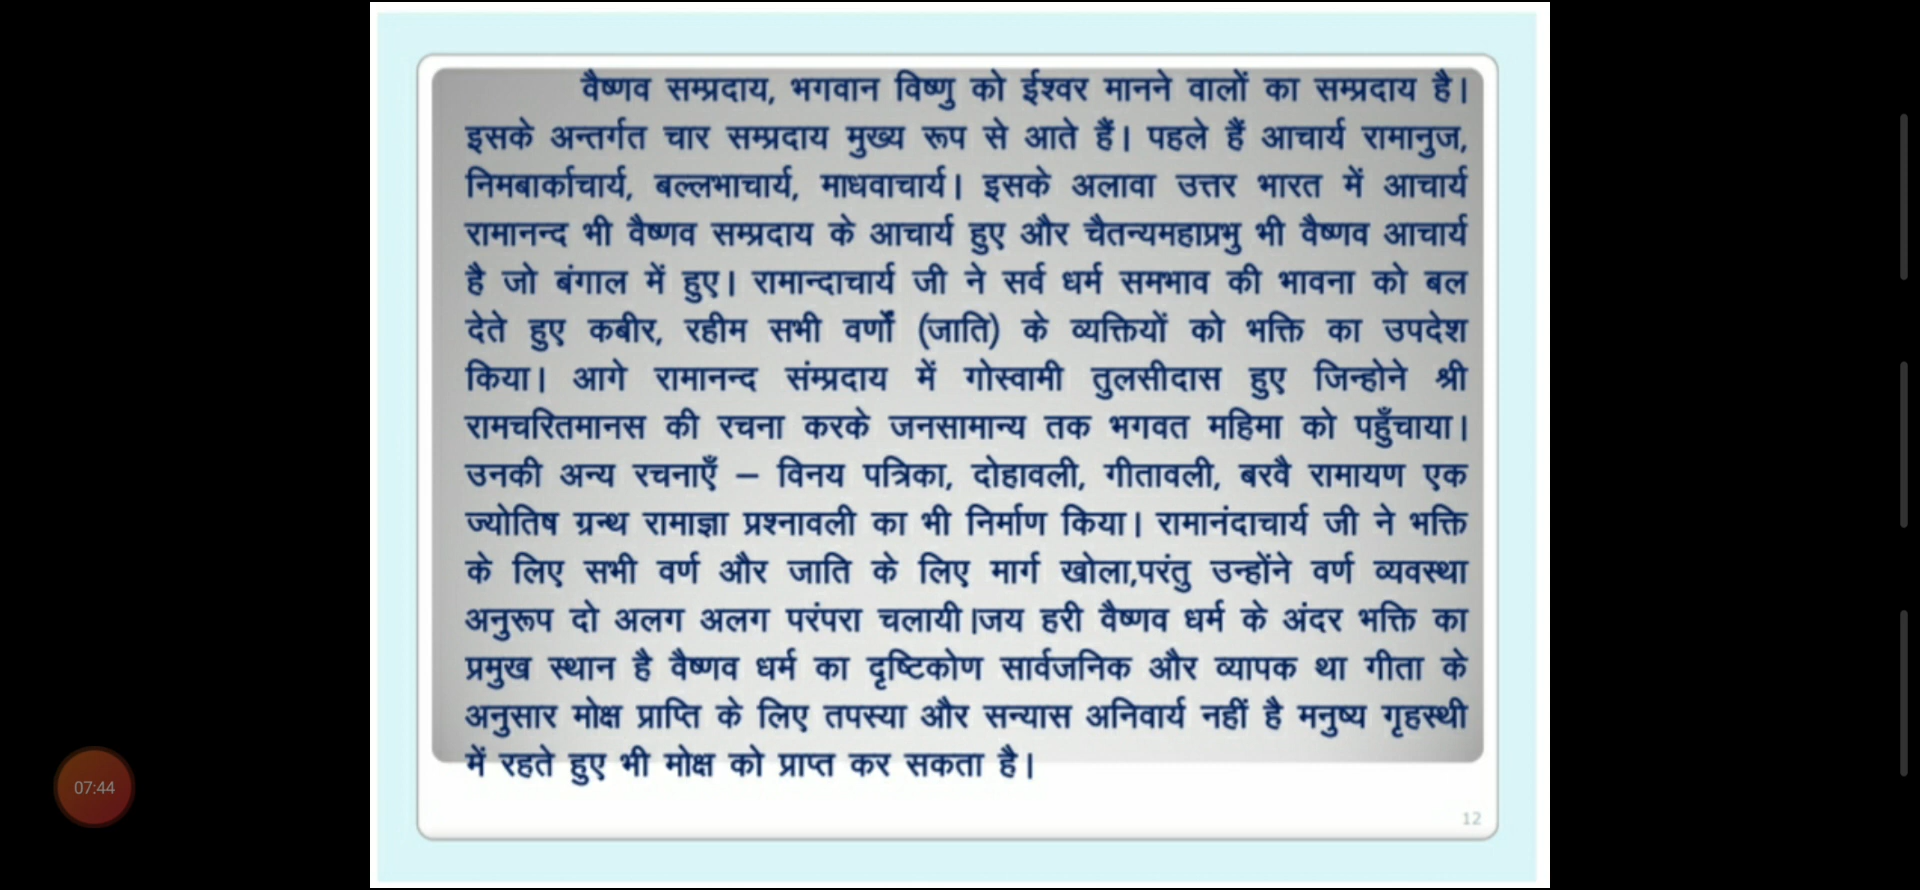 वैष्णव सम्प्रदाय, भगवान विष्णु को ईश्वर मानने वालों का सम्प्रदाय है।
इसके अन्तर्गत चार सम्प्रदाय मुख्य रूप से आते हैं। पहले हैं आचार्य रामानुज,
निमबार्काचार्य, बल्लभाचार्य, माधवाचार्य। इसके अलावा उत्तर भारत में आचार्य
रामानन्द भी वैष्णव सम्प्रदाय के आचार्य हुए और चैतन्यमहाप्रभु भी वैष्णव आचार्य
है जो बंगाल में हुए। रामान्दाचार्य जी ने सर्व धर्म समभाव की भावना को बल
देते हुए कबीर, रहीम सभी वर्णों (जाति) के व्यक्तियों को भक्ति का उपदेश
किया। आगे रामानन्द संम्प्रदाय में गोस्वामी तुलसीदास हुए जिन्होने श्री
रामचरितमानस की रचना करके जनसामान्य तक भगवत महिमा को पहुँचाया।
उनकी अन्य रचनाएँ – विनय पत्रिका, दोहावली, गीतावली, बरवै रामायण एक
ज्योतिष ग्रन्थ रामाज्ञा प्रश्नावली का भी निर्माण किया। रामानंदाचार्य जी ने भक्ति
के लिए सभी वर्ण और जाति के लिए मार्ग खोला,परंतु उन्होंने वर्ण व्यवस्था
अनुरूप दो अलग अलग परंपरा चलायी।जय हरी वैष्णव धर्म के अंदर भक्ति का
प्रमुख स्थान है वैष्णव धर्म का दृष्टिकोण सार्वजनिक और व्यापक था गीता के
अनुसार मोक्ष प्राप्ति के लिए तपस्या और सन्यास अनिवार्य नहीं है मनुष्य गृहस्थी
में रहते हुए भी मोक्ष को प्राप्त कर सकता है।
07:44
12